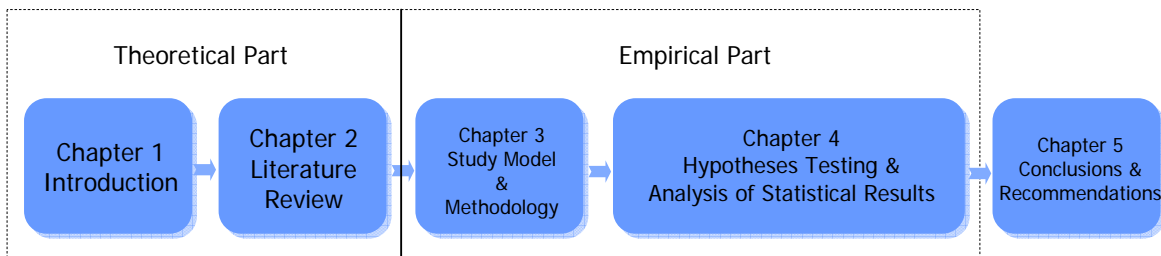 Theoretical Part
Empirical Part
Chapter 1
Introduction
Chapter 2
Literature
Review
Chapter 3
Study Model
&
Methodology
Chapter 4
Hypotheses Testing &
Analysis of Statistical Results
Chapter 5
Conclusions &
Recommendations